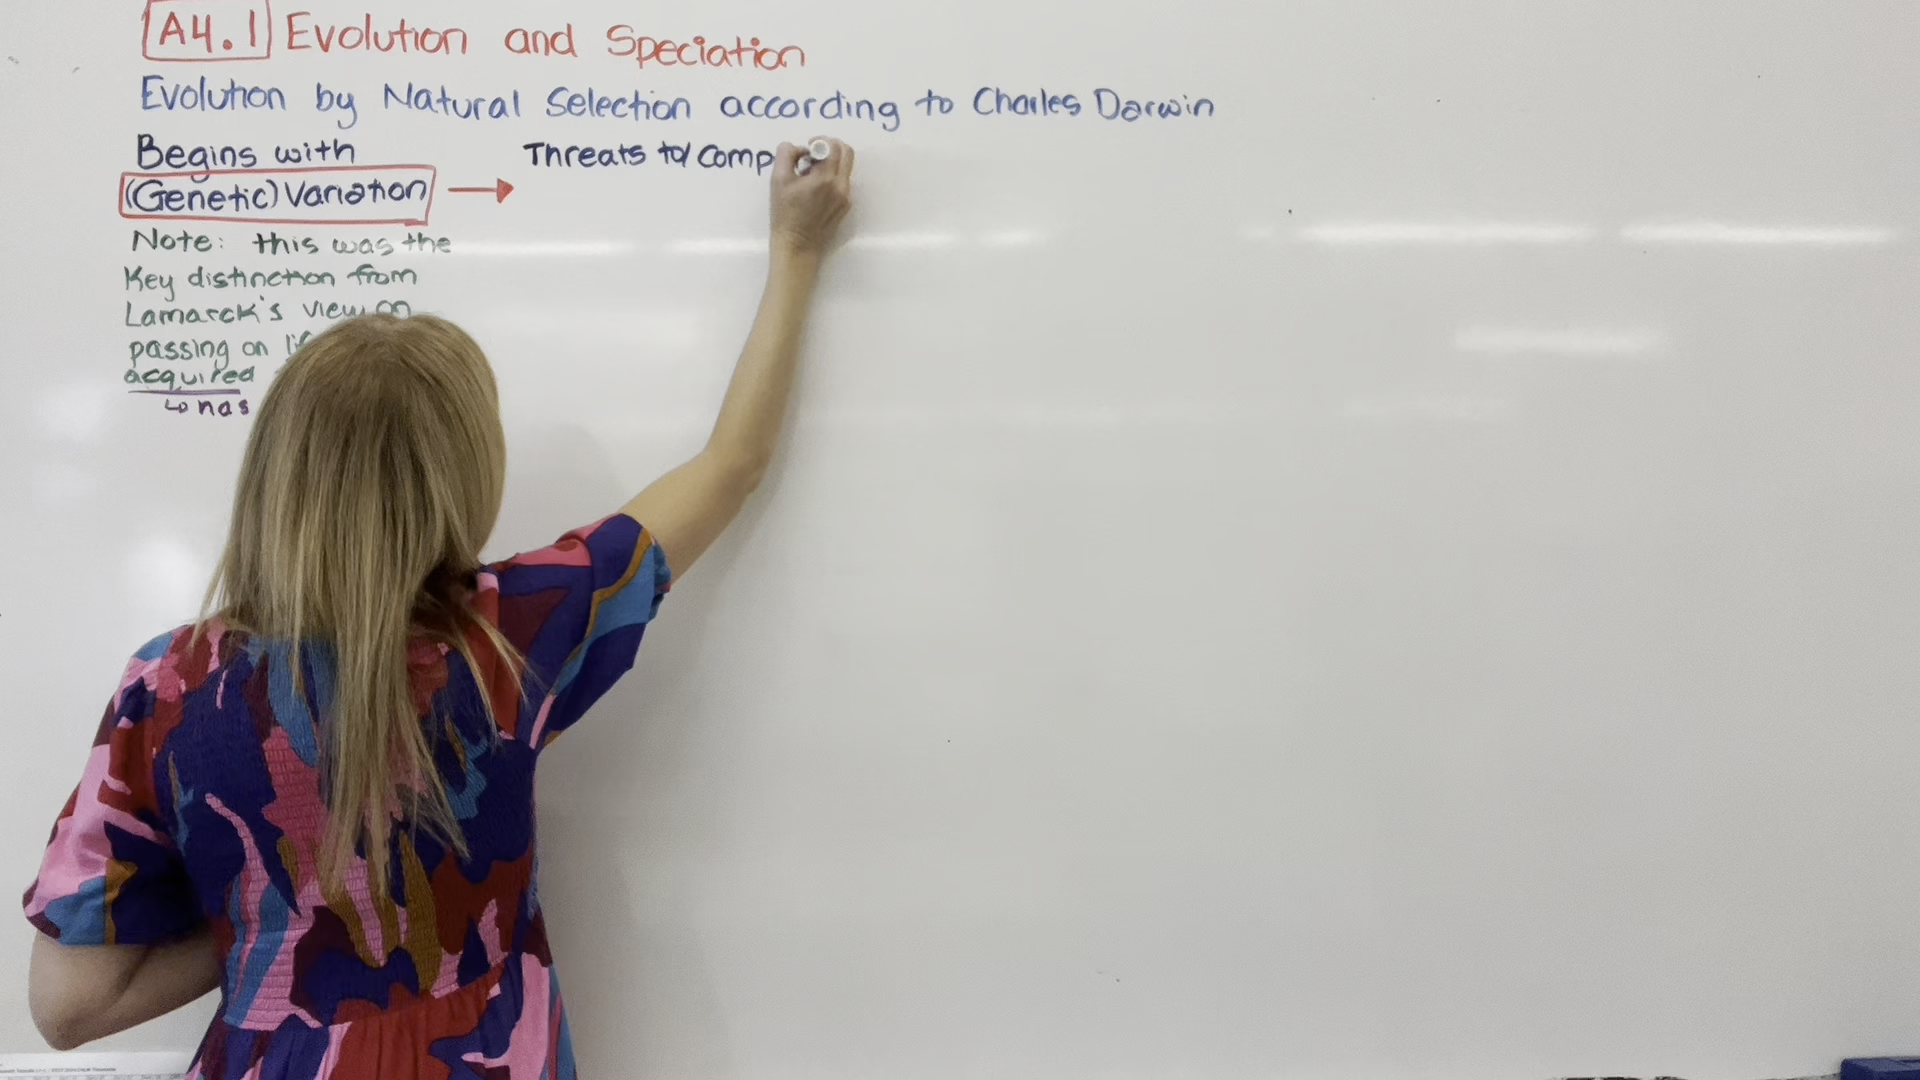 A4.1 Evolution and Speciation
Evolution by Natural Selection according to Charles Darwin
Begins with
(Genetic) Variation →
Threats to/ Comp
Note: this was the
Key distinction from
Lamarck's view on
passing on
acquired
↳ has